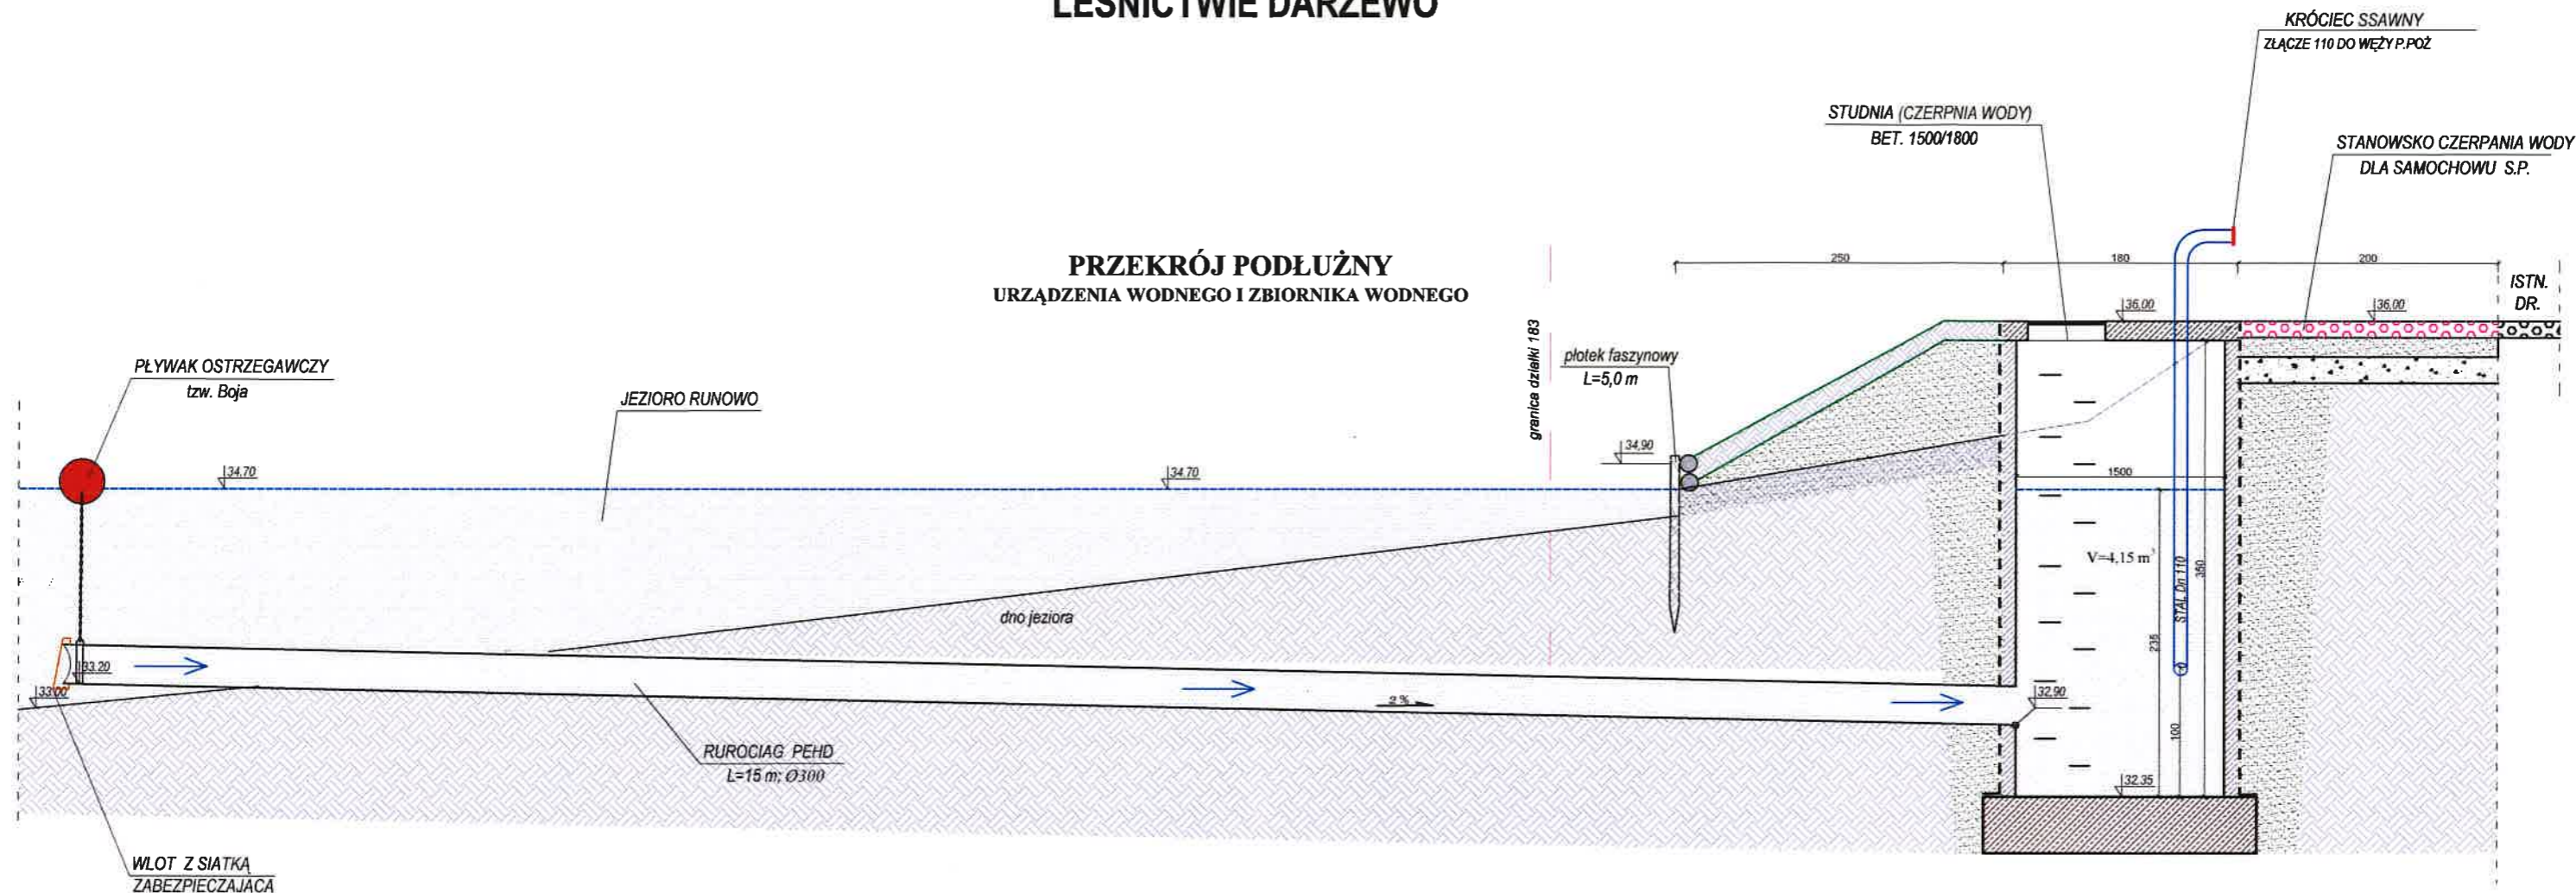 LEŚNICTWIE DARZEWO
KRÓCIEC SSAWNY
ZŁĄCZE 110 DO WĘŻY P.POŻ
STUDNIA (CZERPNIA WODY)
BET. 1500/1800
STANOWSKO CZERPANIA WODY
DLA SAMOCHOWU S.P.
PRZEKRÓJ PODŁUŻNY
URZĄDZENIA WODNEGO I ZBIORNIKA WODNEGO
250
180
200
ISTN.
DR.
36,00
36,00
granica działki 183
płotek faszynowy
L=5,0 m
PŁYWAK OSTRZEGAWCZY
tzw. Boja
JEZIORO RUNOWO
34,70
34,70
34,90
1500
V=4,15 m³
STAL Dn 110
350
235
100
dno jeziora
33.20
33.00
2 %
32,90
32.35
RUROCIAG PEHD
L=15 m; Ø300
WLOT Z SIATKĄ
ZABEZPIECZAJACA